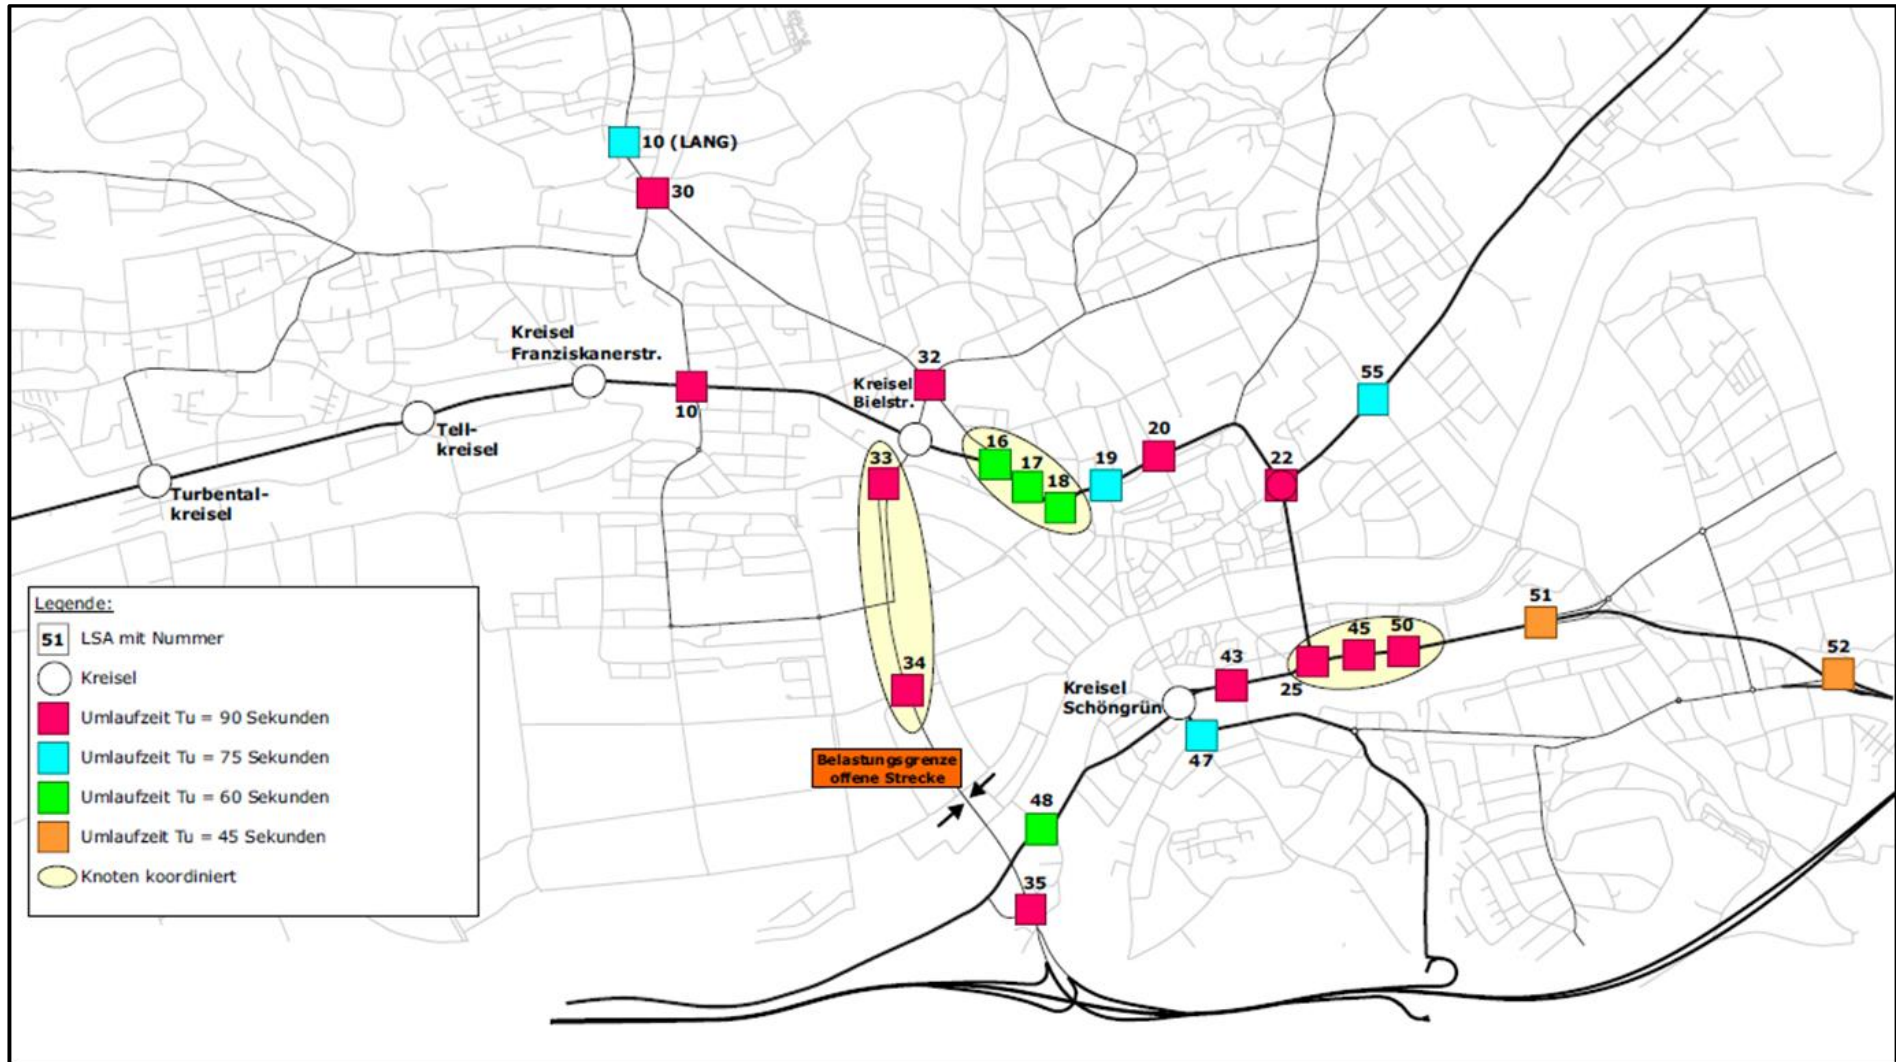 10 (LANG)
30
Kreisel
Franziskanerstr.
10
32
Kreisel
Bielstr.
55
Tell-
kreisel
Turbental-
kreisel
33
16
17
18
19
20
22
34
Belastungsgrenze
offene Strecke
43
25
45
50
51
52
Kreisel
Schöngrün
47
48
35
Legende:
51 LSA mit Nummer
Kreisel
Umlaufzeit Tu = 90 Sekunden
Umlaufzeit Tu = 75 Sekunden
Umlaufzeit Tu = 60 Sekunden
Umlaufzeit Tu = 45 Sekunden
Knoten koordiniert